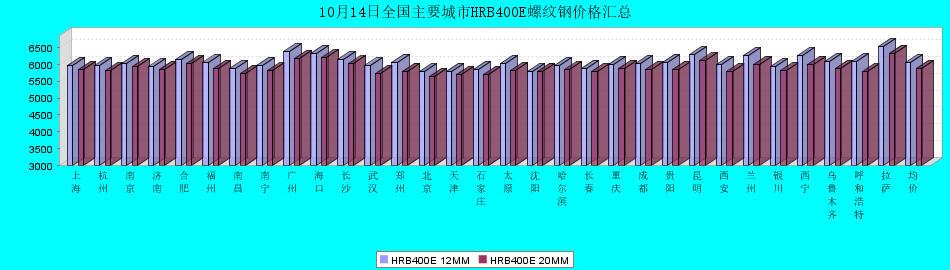 10月14日全国主要城市HRB400E螺纹钢价格汇总
6500
6000
5500
5000
4500
4000
3500
3000
上海
杭州
南京
济南
合肥
福州
南昌
南宁
广州
海口
长沙
武汉
郑州
北京
天津
石家庄
太原
沈阳
哈尔滨
长春
重庆
成都
贵阳
昆明
西安
兰州
银川
西宁
乌鲁木齐
呼和浩特
拉萨
均价
HRB400E 12MM HRB400E 20MM